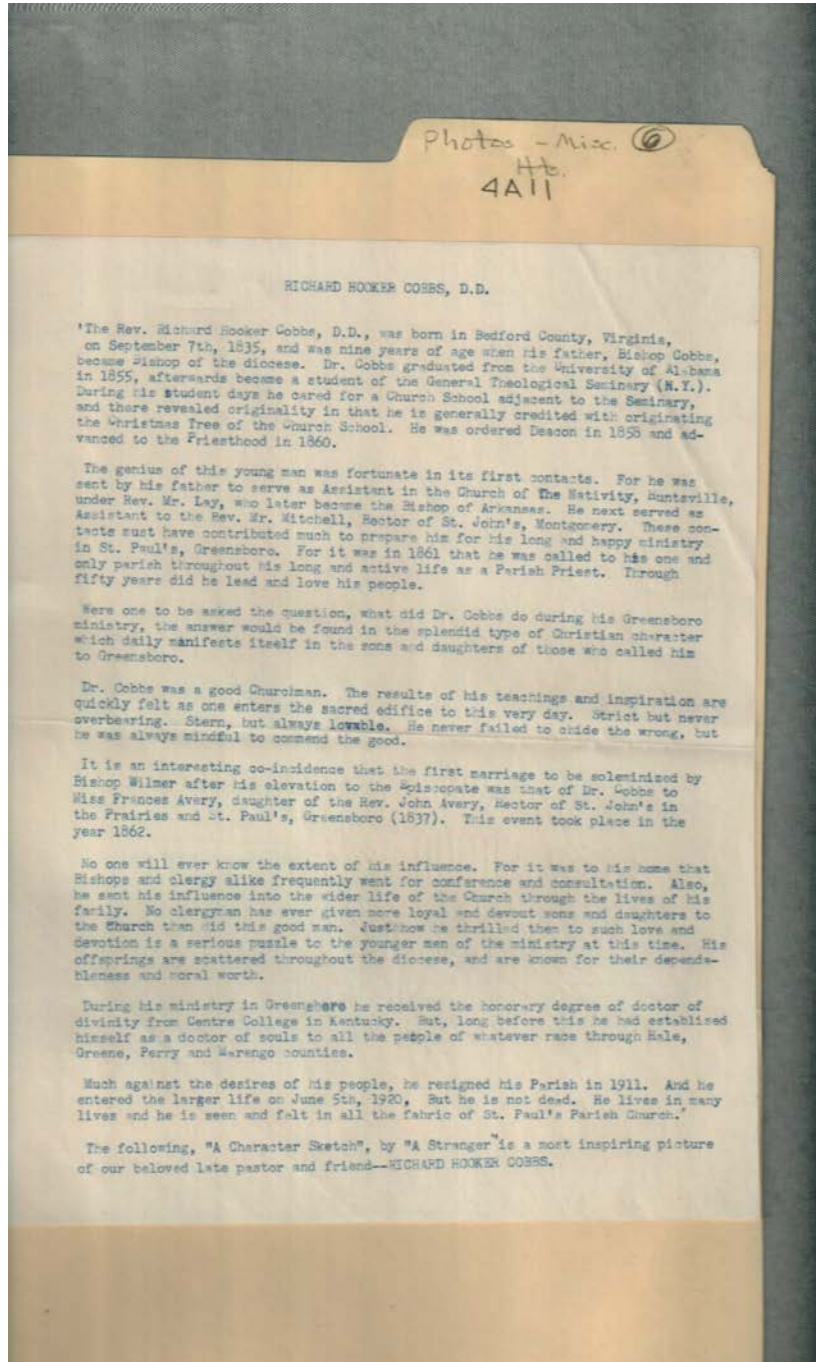 Photos - Misc. 6
Hts.
4A11
RICHARD HOOKER COBBS, D.D.
'The Rev. Richard Hooker Cobbs, D.D., was born in Bedford County, Virginia,
on September 7th, 1835, and was nine years of age when his father, Bishop Cobbs,
became Bishop of the diocese. Dr. Cobbs graduated from the University of Alabama
in 1855, afterwards became a student of the General Theological Seminary (N.Y.).
During his student days he cared for a Church School adjacent to the Seminary,
and there revealed originality in that he is generally credited with originating
the Christmas Tree of the Church School. He was ordered Deacon in 1858 and ad-
vanced to the Priesthood in 1860.
The genius of this young man was fortunate in its first contacts. For he was
sent by his father to serve as Assistant in the Church of The Nativity, Huntsville,
under Rev. Mr. Lay, who later became the Bishop of Arkansas. He next served as
Assistant to the Rev. Mr. Mitchell, Rector of St. John's, Montgomery. These con-
tacts must have contributed much to prepare him for his long and happy ministry
in St. Paul's, Greensboro. For it was in 1861 that he was called to his one and
only parish throughout his long and active life as a Parish Priest. Through
fifty years did he lead and love his people.
Were one to be asked the question, what did Dr. Cobbs do during his Greensboro
ministry, the answer would be found in the splendid type of Christian character
which daily manifests itself in the sons and daughters of those who called him
to Greensboro.
Dr. Cobbs was a good Churchman. The results of his teachings and inspiration are
quickly felt as one enters the sacred edifice to this very day. Strict but never
overbearing. Stern, but always lovable. He never failed to chide the wrong, but
he was always mindful to commend the good.
It is an interesting co-incidence that the first marriage to be soleminized by
Bishop Wilmer after his elevation to the Episcopate was that of Dr. Cobbs to
Miss Frances Avery, daughter of the Rev. John Avery, Rector of St. John's in
the Prairies and St. Paul's, Greensboro (1837). This event took place in the
year 1862.
No one will ever know the extent of his influence. For it was to his home that
Bishops and clergy alike frequently went for conference and consultation. Also,
he sent his influence into the wider life of the Church through the lives of his
family. No clergyman has ever given more loyal and devout sons and daughters to
the Church than did this good man. Just how he thrilled them to such love and
devotion is a serious puzzle to the younger men of the ministry at this time. His
offsprings are scattered throughout the diocese, and are known for their dependa-
bleness and moral worth.
During his ministry in Greensboro he received the honorary degree of doctor of
divinity from Centre College in Kentucky. But, long before this he had establised
himself as a doctor of souls to all the people of whatever race through Hale,
Greene, Perry and Marengo counties.
Much against the desires of his people, he resigned his Parish in 1911. And he
entered the larger life on June 5th, 1920, But he is not dead. He lives in many
lives and he is seen and felt in all the fabric of St. Paul's Parish Church.'
The following, "A Character Sketch", by "A Stranger" is a most inspiring picture
of our beloved late pastor and friend--RICHARD HOOKER COBBS.